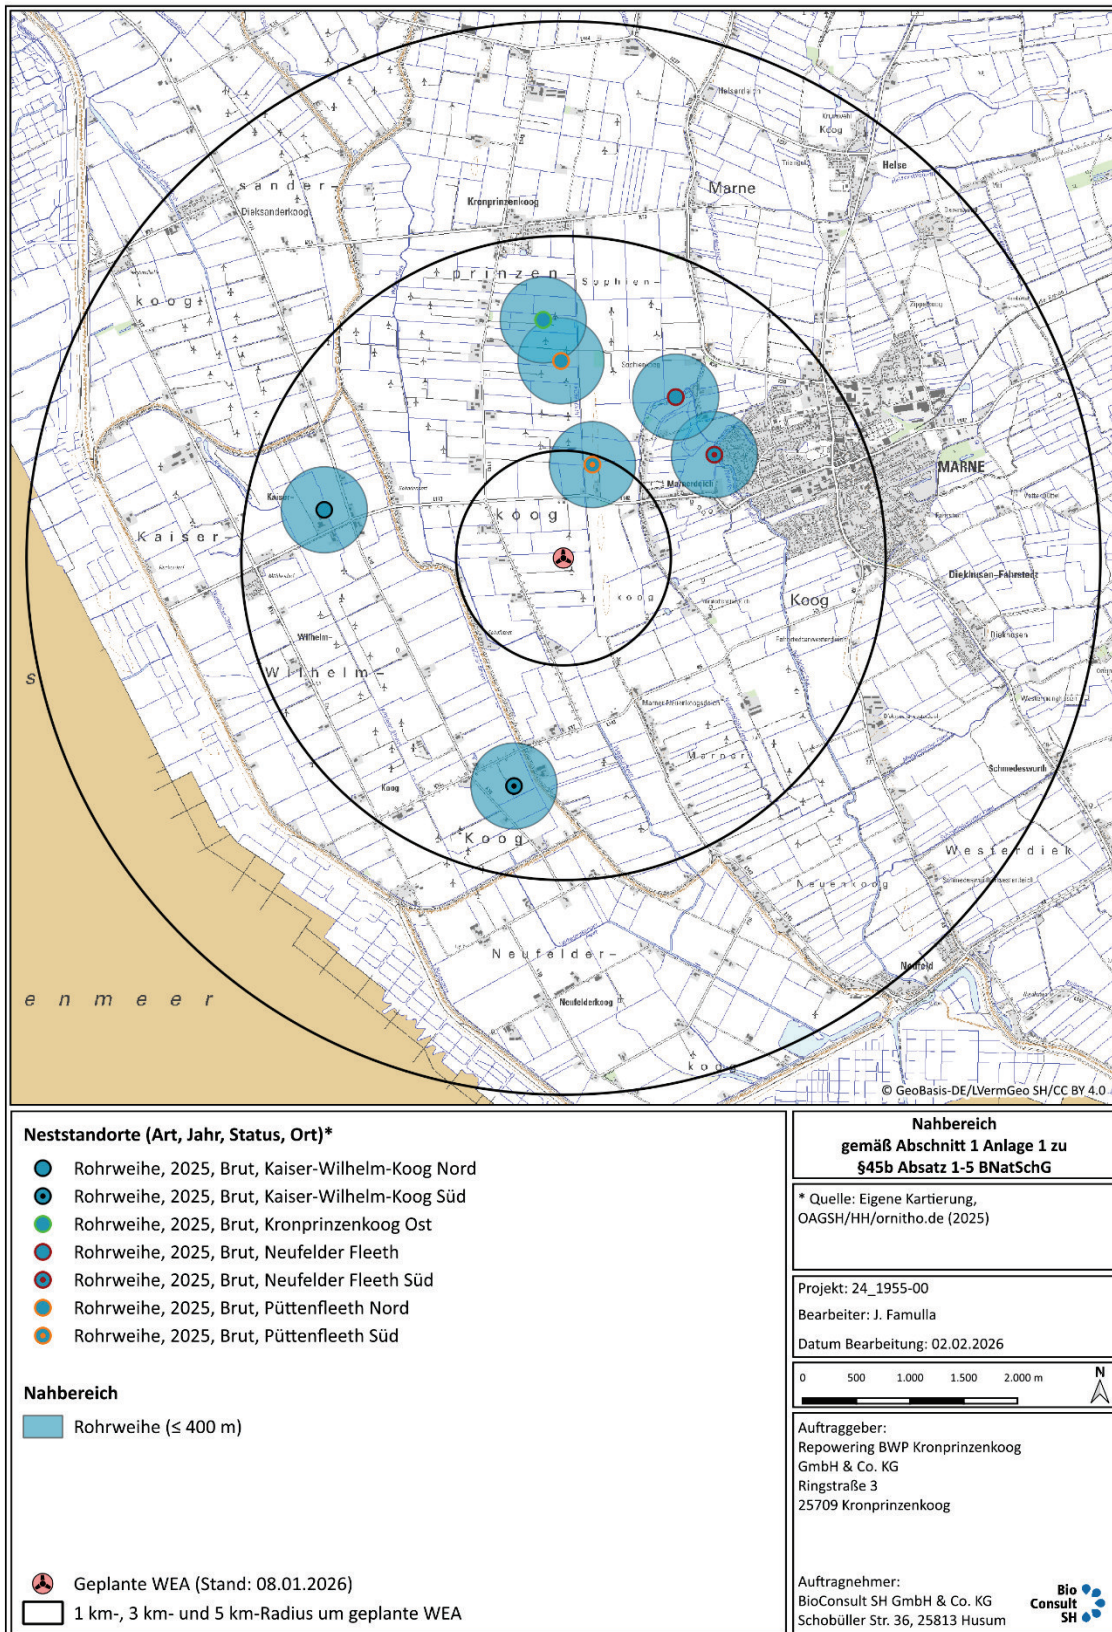 Helserdeich
Koog
Helse
Marne
sander-
Dieksanderkoog
Kronprinzenkoog
koog
prinzen-
Sophien-
MARNE
Kaiser-
Kaiser-
koog
koog
Koog
Diekhusen-Fahrstedt
Diekhusen
Wilhelm-
Wilhelm-
Marner
Schmedeswurth
Koog
Koog
Westerdiek
Neuenkoog
Neufelder-
Neufeld
Neufelderkoog
koog
s
enmeer
© GeoBasis-DE/LVermGeo SH/CC BY 4.0
Neststandorte (Art, Jahr, Status, Ort)*
Rohrweihe, 2025, Brut, Kaiser-Wilhelm-Koog Nord
Rohrweihe, 2025, Brut, Kaiser-Wilhelm-Koog Süd
Rohrweihe, 2025, Brut, Kronprinzenkoog Ost
Rohrweihe, 2025, Brut, Neufelder Fleeth
Rohrweihe, 2025, Brut, Neufelder Fleeth Süd
Rohrweihe, 2025, Brut, Püttenfleeth Nord
Rohrweihe, 2025, Brut, Püttenfleeth Süd
Nahbereich
Rohrweihe (≤ 400 m)
Geplante WEA (Stand: 08.01.2026)
1 km-, 3 km- und 5 km-Radius um geplante WEA
Nahbereich
gemäß Abschnitt 1 Anlage 1 zu
§45b Absatz 1-5 BNatSchG
* Quelle: Eigene Kartierung,
OAGSH/HH/ornitho.de (2025)
Projekt: 24_1955-00
Bearbeiter: J. Famulla
Datum Bearbeitung: 02.02.2026
0 500 1.000 1.500 2.000 m
N
Auftraggeber:
Repowering BWP Kronprinzenkoog
GmbH & Co. KG
Ringstraße 3
25709 Kronprinzenkoog
Auftragnehmer:
BioConsult SH GmbH & Co. KG
Schobüller Str. 36, 25813 Husum
Bio
Consult
SH